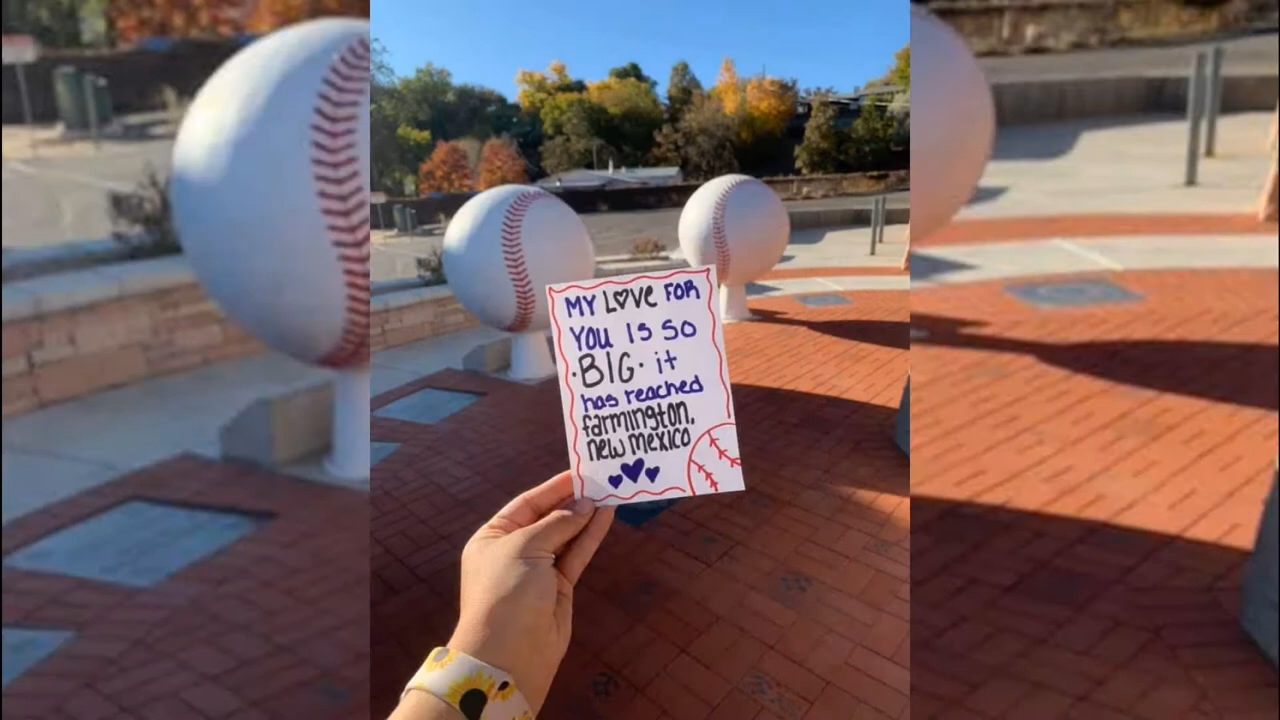 MY LOVE FOR
YOU IS SO
·BIG· it
has reached
farmington,
new mexico